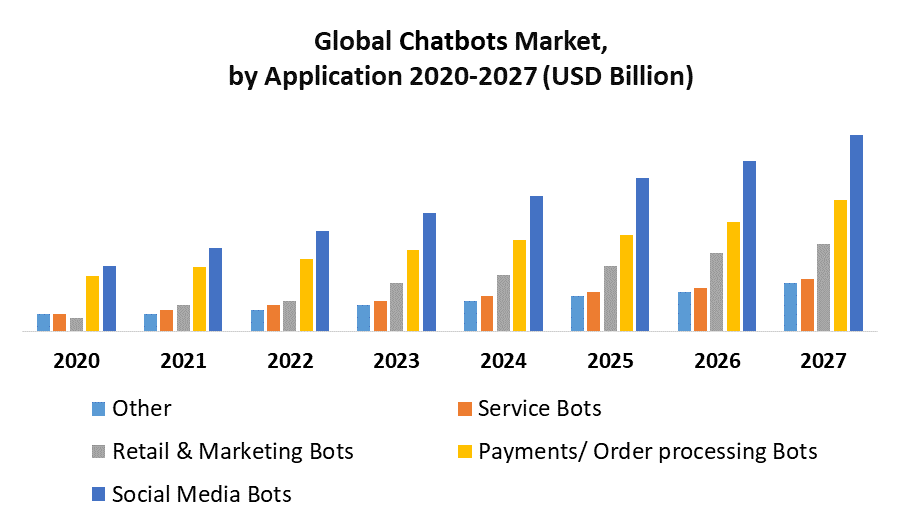 Global Chatbots Market,
by Application 2020-2027 (USD Billion)
2020 2021 2022 2023 2024 2025 2026 2027
Other Service Bots
Retail & Marketing Bots Payments/ Order processing Bots
Social Media Bots